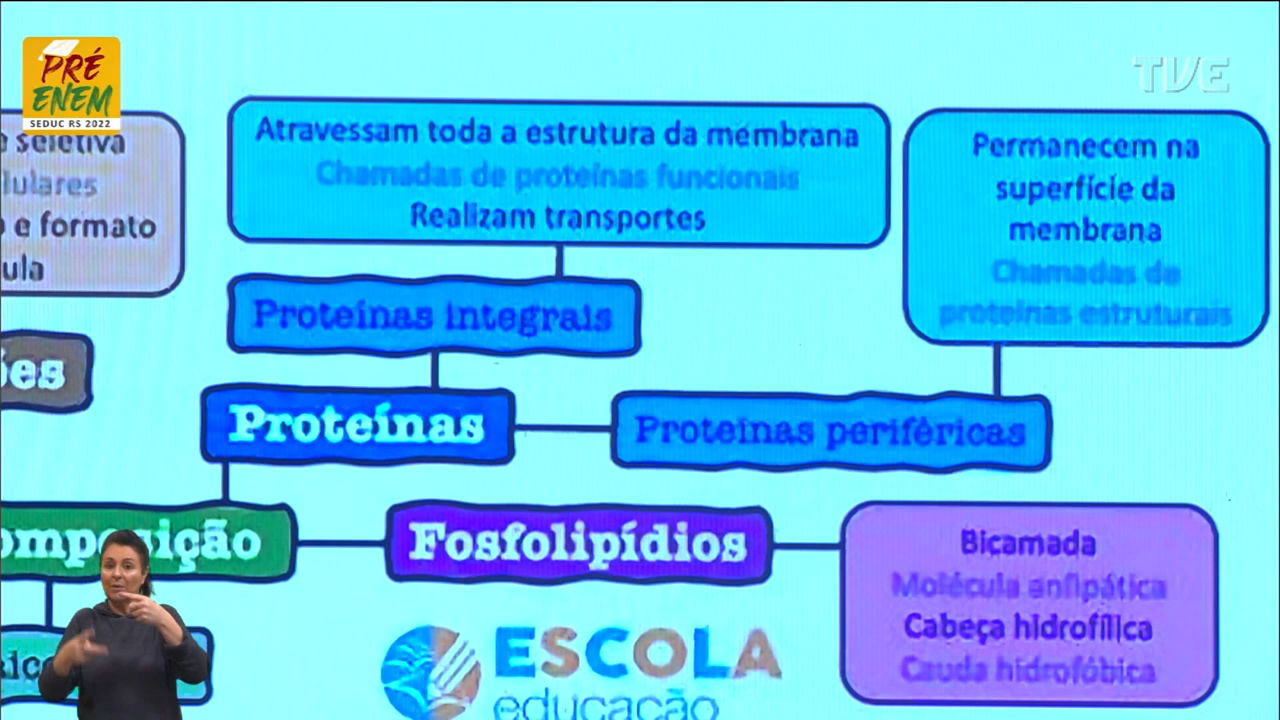 PRÉ
ENEM
SEDUC RS 2022
TVE
e seletiva
lulares
e formato
ula
Atravessam toda a estrutura da membrana
Chamadas de proteínas funcionais
Realizam transportes
Permanecem na
superfície da
membrana
Chamadas de
proteínas estruturais
Proteínas integrais
ões
Proteínas
Proteínas periféricas
omposição
Fosfolipídios
Bicamada
Molécula anfipática
Cabeça hidrofílica
Cauda hidrofóbica
ESCOLA
educação